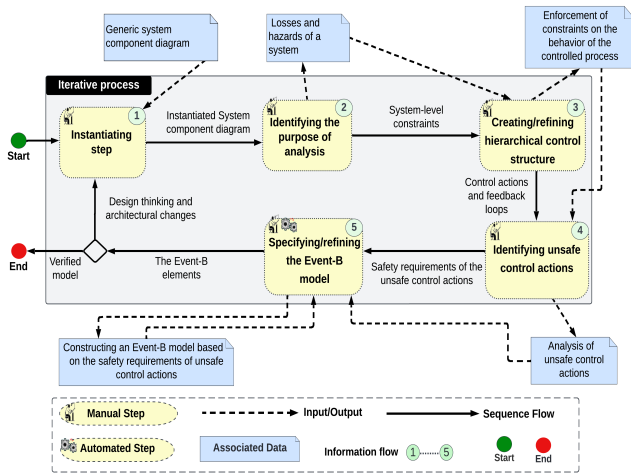 Generic system
component diagram
Losses and
hazards of a
system
Enforcement of
constraints on the
behavior of the
controlled process
Iterative process
1
Instantiating
step
Instantiated System
component diagram
2
Identifying the
purpose of
analysis
System-level
constraints
3
Creating/refining
hierarchical control
structure
Start
Design thinking and
architectural changes
Control actions
and feedback
loops
5
Specifying/refining
the Event-B
model
4
Identifying unsafe
control actions
End
Verified
model
The Event-B
elements
Safety requirements of the
unsafe control actions
Constructing an Event-B model based
on the safety requirements of unsafe
control actions
Analysis of
unsafe control
actions
Manual Step
Input/Output
Sequence Flow
Automated Step
Associated Data
Information flow
1
5
Start
End